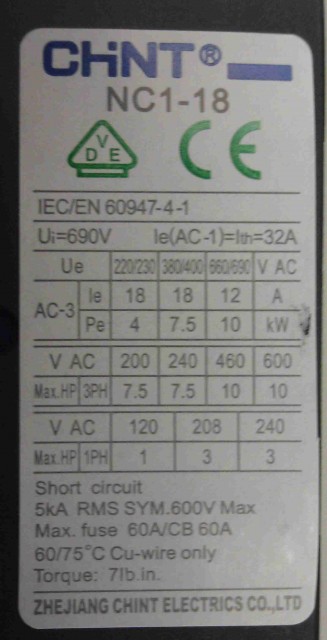 CHiNT®
NC1-18
VDE CE
IEC/EN 60947-4-1
Ui=690V Ie(AC-1)=Ith=32A
Ue 220/230 380/400 660/690 V AC
AC-3 Ie 18 18 12 A
Pe 4 7.5 10 kW
V AC 200 240 460 600
Max.HP 3PH 7.5 7.5 10 10
V AC 120 208 240
Max.HP 1PH 1 3 3
Short circuit
5kA RMS SYM.600V Max
Max. fuse 60A/CB 60A
60/75°C Cu-wire only
Torque: 7lb.in.
ZHEJIANG CHINT ELECTRICS CO.,LTD